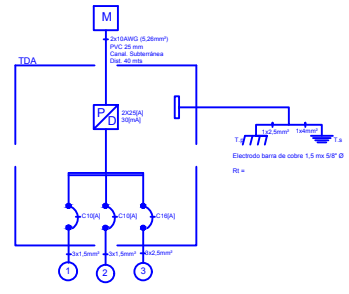 M
2x10AWG (5,26mm²)
PVC 25 mm
Canal. Subterránea
Dist. 40 mts
TDA
P
D
2X25[A]
30[mA]
1x2,5mm²
1x4mm²
T.s
T.s
Electrodo barra de cobre 1,5 mx 5/8" Ø
Rt =
C10[A]
C10[A]
C16[A]
3x1,5mm²
3x1,5mm²
3x2,5mm²
1
2
3